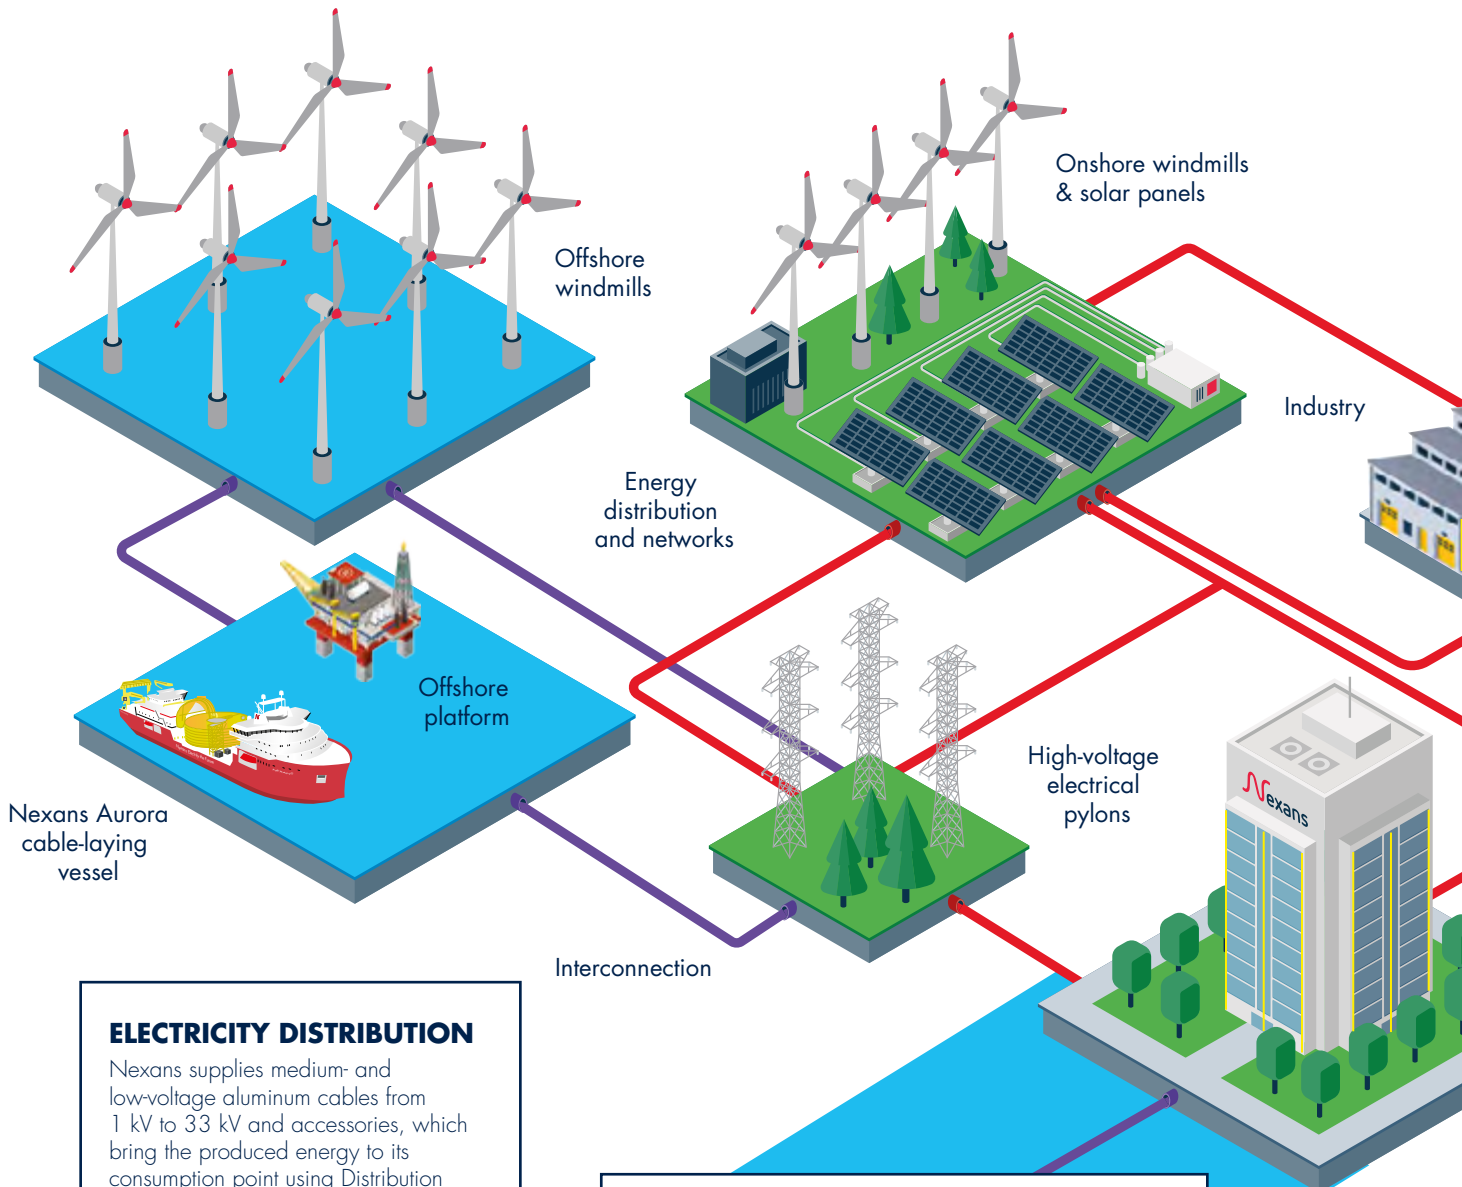 Offshore
windmills
Onshore windmills
& solar panels
Industry
Energy
distribution
and networks
Offshore
platform
Nexans Aurora
cable-laying
vessel
High-voltage
electrical
pylons
Nexans
Interconnection
ELECTRICITY DISTRIBUTION
Nexans supplies medium- and
low-voltage aluminum cables from
1 kV to 33 kV and accessories, which
bring the produced energy to its
consumption point using Distribution